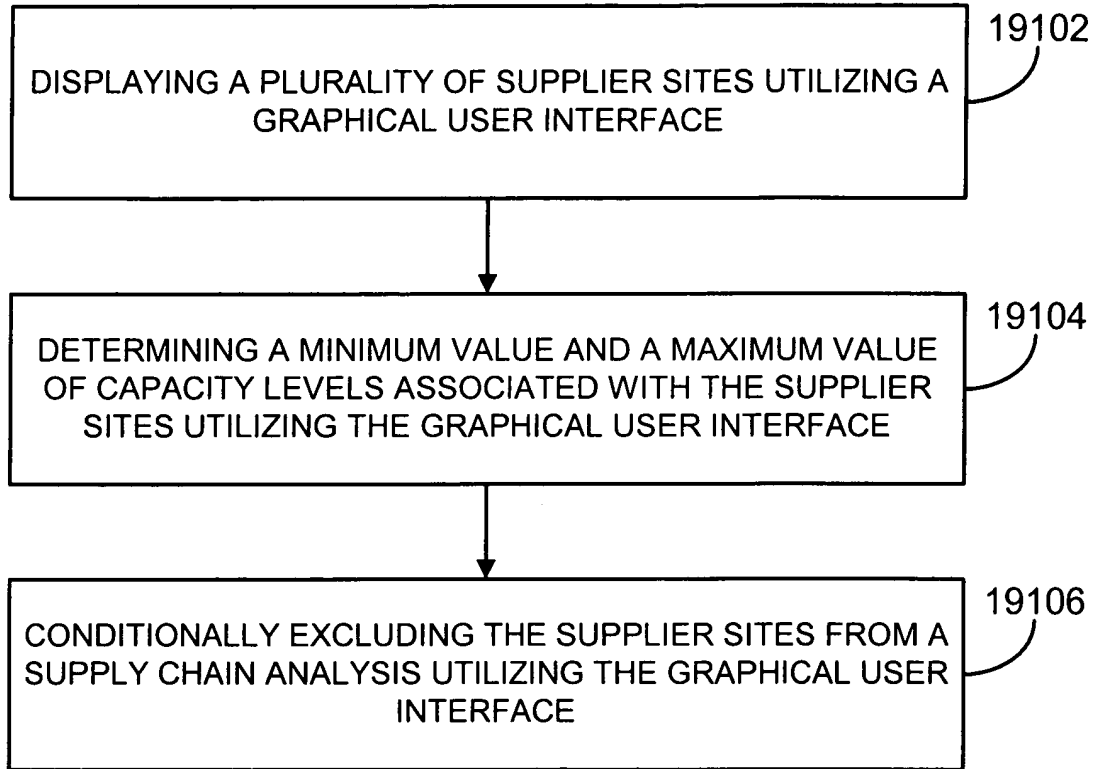 19102
DISPLAYING A PLURALITY OF SUPPLIER SITES UTILIZING A
GRAPHICAL USER INTERFACE
19104
DETERMINING A MINIMUM VALUE AND A MAXIMUM VALUE
OF CAPACITY LEVELS ASSOCIATED WITH THE SUPPLIER
SITES UTILIZING THE GRAPHICAL USER INTERFACE
19106
CONDITIONALLY EXCLUDING THE SUPPLIER SITES FROM A
SUPPLY CHAIN ANALYSIS UTILIZING THE GRAPHICAL USER
INTERFACE